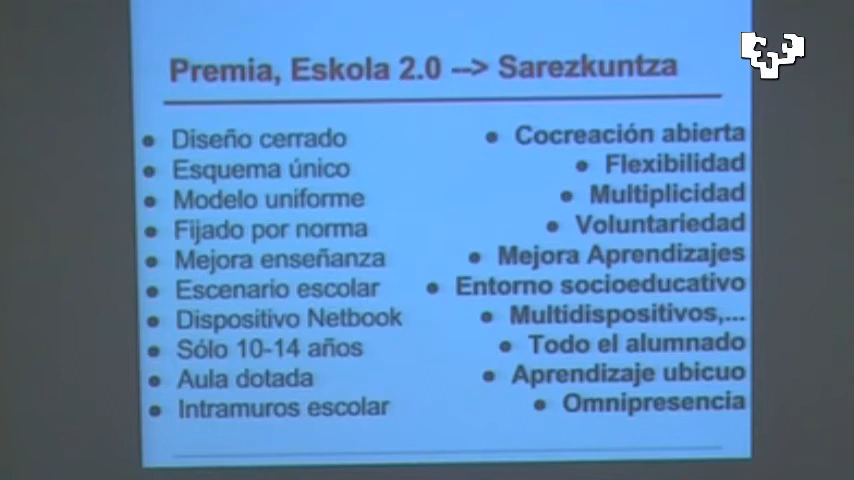 Premia, Eskola 2.0 --> Sarezkuntza
● Diseño cerrado
● Esquema único
● Modelo uniforme
● Fijado por norma
● Mejora enseñanza
● Escenario escolar
● Dispositivo Netbook
● Sólo 10-14 años
● Aula dotada
● Intramuros escolar
● Cocreación abierta
● Flexibilidad
● Multiplicidad
● Voluntariedad
● Mejora Aprendizajes
● Entorno socioeducativo
● Multidispositivos,...
● Todo el alumnado
● Aprendizaje ubicuo
● Omnipresencia